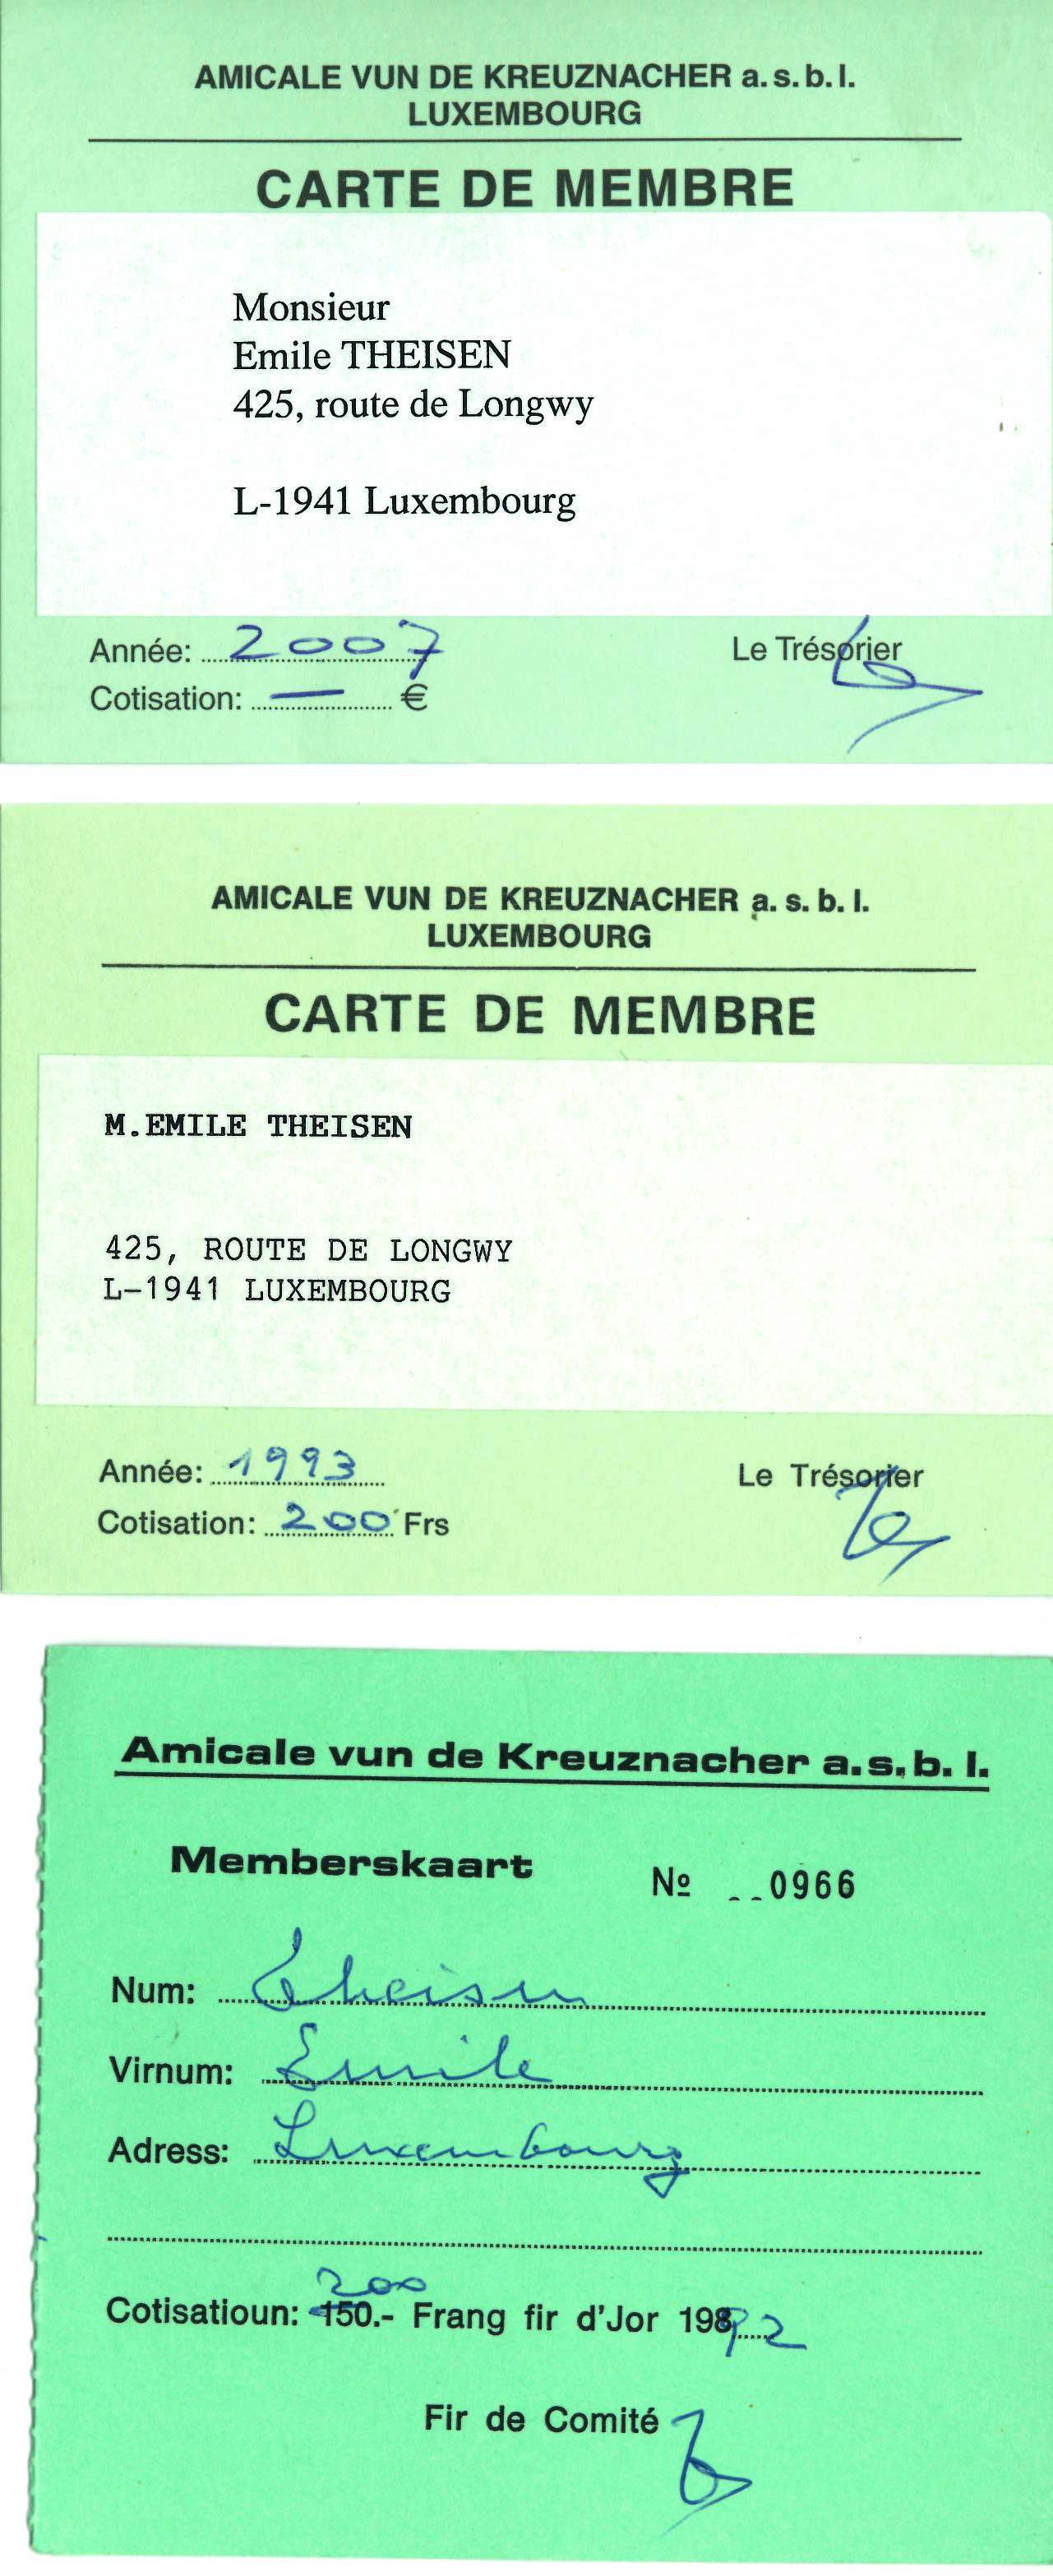 AMICALE VUN DE KREUZNACHER a.s.b.l.
LUXEMBOURG
CARTE DE MEMBRE
Monsieur
Emile THEISEN
425, route de Longwy
L-1941 Luxembourg
Année: 2007
Le Trésorier
Cotisation: — €
AMICALE VUN DE KREUZNACHER a. s. b. l.
LUXEMBOURG
CARTE DE MEMBRE
M.EMILE THEISEN
425, ROUTE DE LONGWY
L-1941 LUXEMBOURG
Année: 1993
Le Trésorier
Cotisation: 200 Frs
Amicale vun de Kreuznacher a.s.b.l.
Memberskaart Nº 0966
Num: Theisen
Virnum: Emile
Adress: Luxembourg
200
Cotisatioun: 150.- Frang fir d'Jor 1992
Fir de Comité